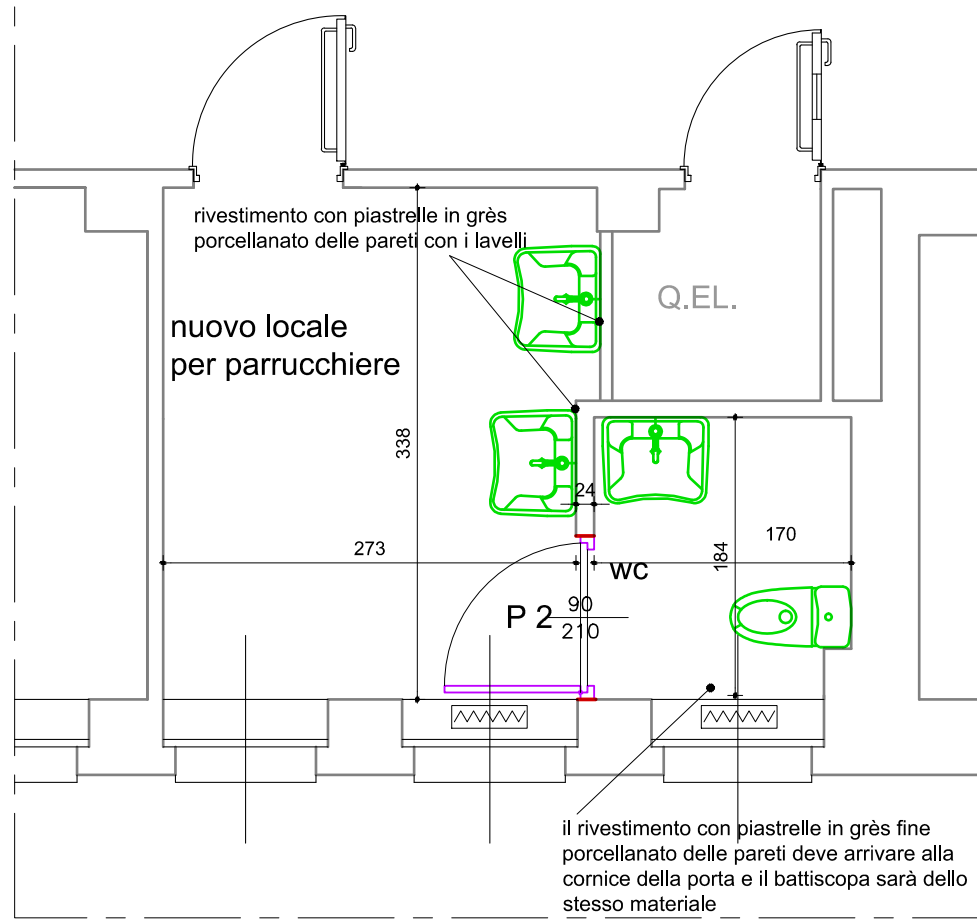 rivestimento con piastrelle in grès
porcellanato delle pareti con i lavelli
Q.EL.
nuovo locale
per parrucchiere
338
24
273
184
170
wc
P 2
90
210
il rivestimento con piastrelle in grès fine
porcellanato delle pareti deve arrivare alla
cornice della porta e il battiscopa sarà dello
stesso materiale